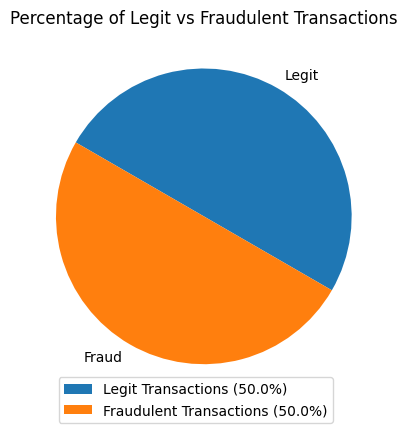 Percentage of Legit vs Fraudulent Transactions
Legit
Fraud
Legit Transactions (50.0%)
Fraudulent Transactions (50.0%)